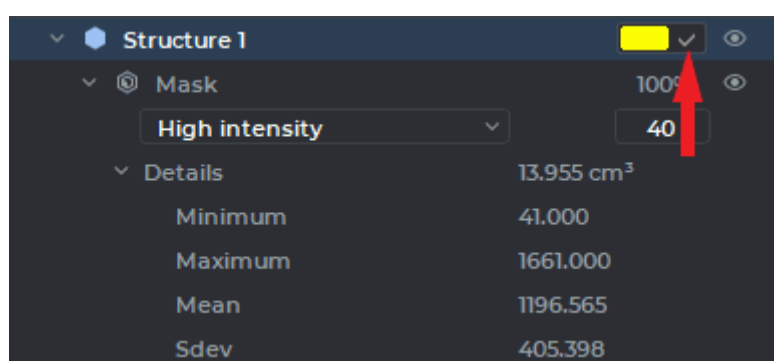 Structure 1
Mask 100%
High intensity 40
Details 13.955 cm³
Minimum 41.000
Maximum 1661.000
Mean 1196.565
Sdev 405.398